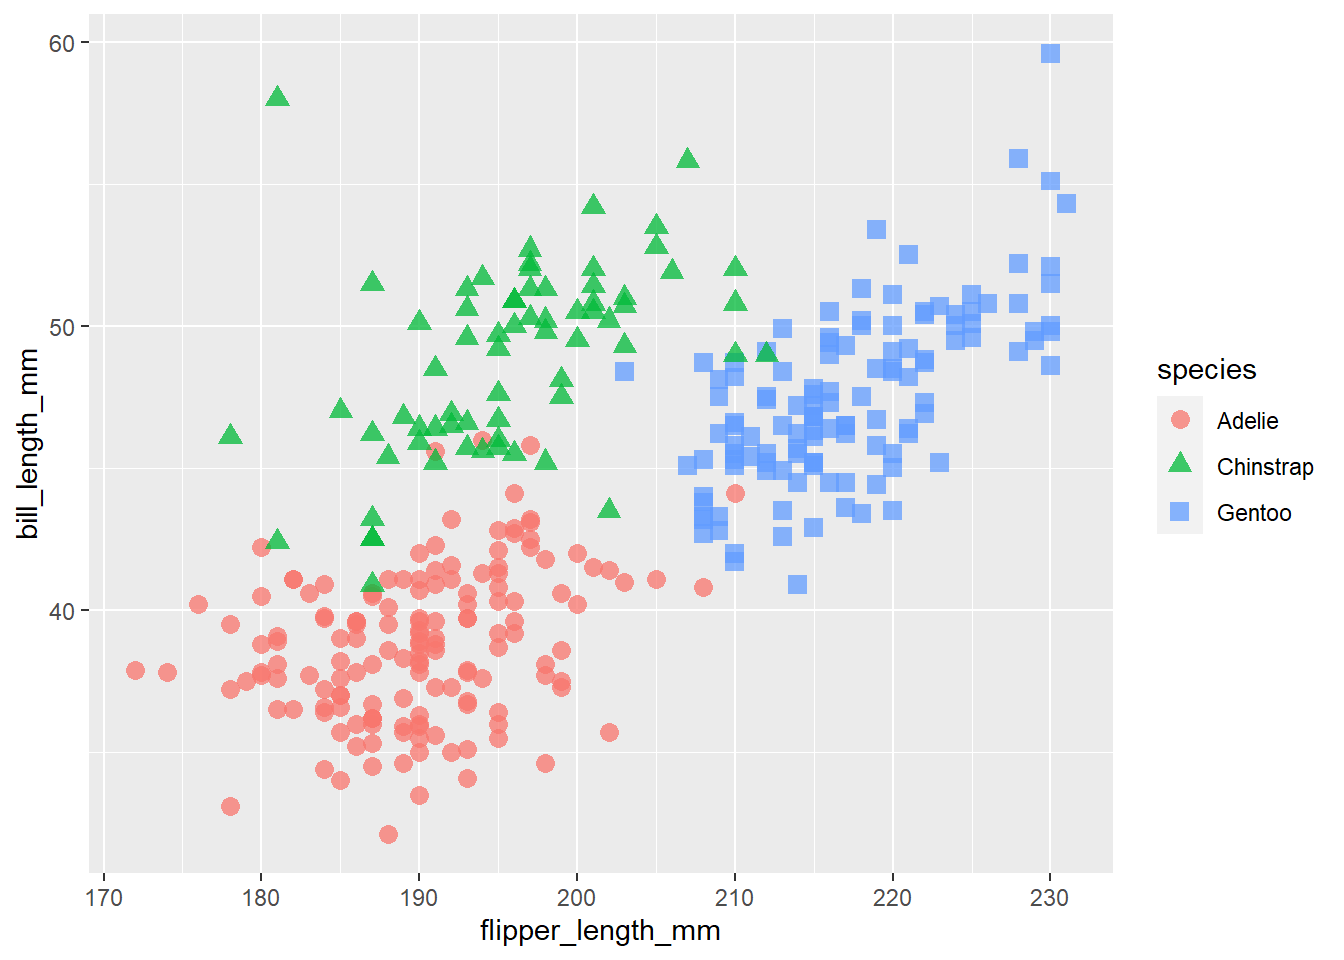 60
50
40
bill_length_mm
170 180 190 200 210 220 230
flipper_length_mm
species
Adelie
Chinstrap
Gentoo